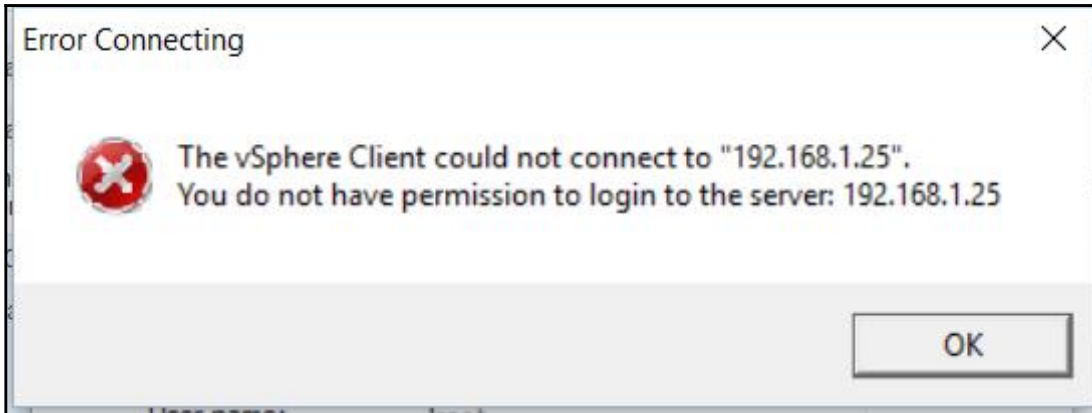 Error Connecting
The vSphere Client could not connect to "192.168.1.25".
You do not have permission to login to the server: 192.168.1.25
OK